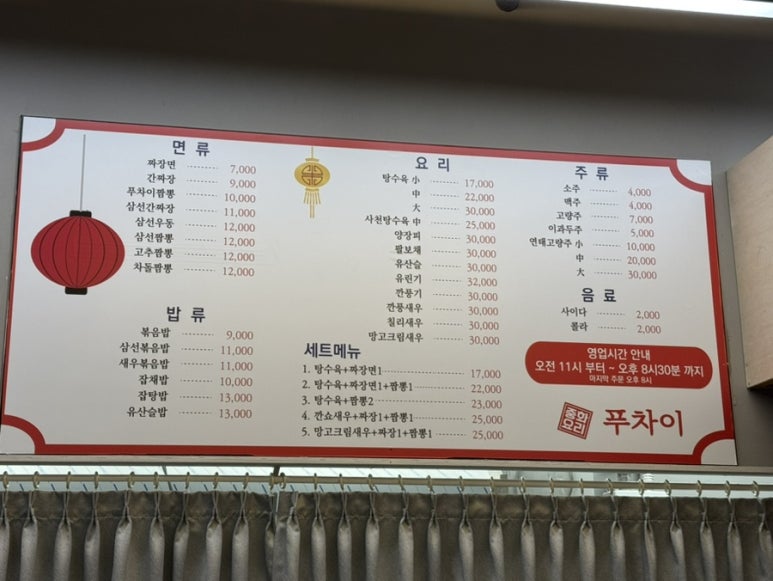 면 류
짜장면 -------- 7,000
간짜장 -------- 9,000
푸차이짬뽕 -------- 10,000
삼선간짜장 -------- 11,000
삼선우동 -------- 12,000
삼선짬뽕 -------- 12,000
고추짬뽕 -------- 12,000
차돌짬뽕 -------- 12,000
밥 류
볶음밥 -------- 9,000
삼선볶음밥 -------- 11,000
새우볶음밥 -------- 11,000
잡채밥 -------- 10,000
잡탕밥 -------- 13,000
유산슬밥 -------- 13,000
요 리
탕수육 小 -------- 17,000
中 -------- 22,000
大 -------- 30,000
사천탕수육 中 -------- 25,000
양장피 -------- 30,000
팔보채 -------- 30,000
유산슬 -------- 30,000
유린기 -------- 32,000
깐풍기 -------- 30,000
깐풍새우 -------- 30,000
칠리새우 -------- 30,000
망고크림새우 -------- 30,000
세트메뉴
1. 탕수육+짜장면1 -------- 17,000
2. 탕수육+짜장면1+짬뽕1 -------- 22,000
3. 탕수육+짬뽕2 -------- 23,000
4. 깐쇼새우+짜장1+짬뽕1 -------- 25,000
5. 망고크림새우+짜장1+짬뽕1 -------- 25,000
주 류
소주 -------- 4,000
맥주 -------- 4,000
고량주 -------- 7,000
이과두주 -------- 5,000
연태고량주 小 -------- 10,000
中 -------- 20,000
大 -------- 30,000
음 료
사이다 -------- 2,000
콜라 -------- 2,000
영업시간 안내
오전 11시 부터 ~ 오후 8시30분 까지
마지막 주문 오후 8시
중화
요리
푸차이